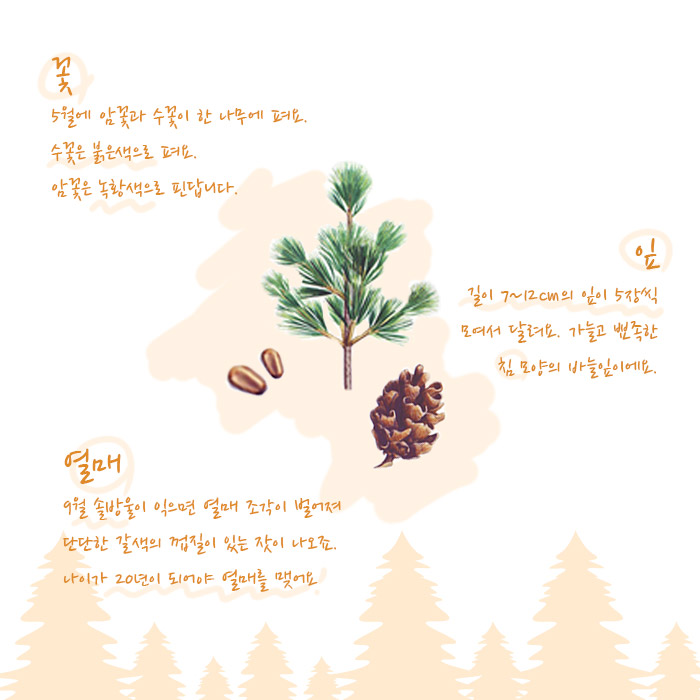 꽃
5월에 암꽃과 수꽃이 한 나무에 펴요.
수꽃은 붉은색으로 펴요.
암꽃은 녹황색으로 핀답니다.
잎
길이 7~12cm의 잎이 5장씩
모여서 달려요. 가늘고 뾰족한
침 모양의 바늘잎이에요.
열매
9월 솔방울이 익으면 열매 조각이 벌어져
단단한 갈색의 껍질이 있는 잣이 나오죠.
나이가 20년이 되어야 열매를 맺어요